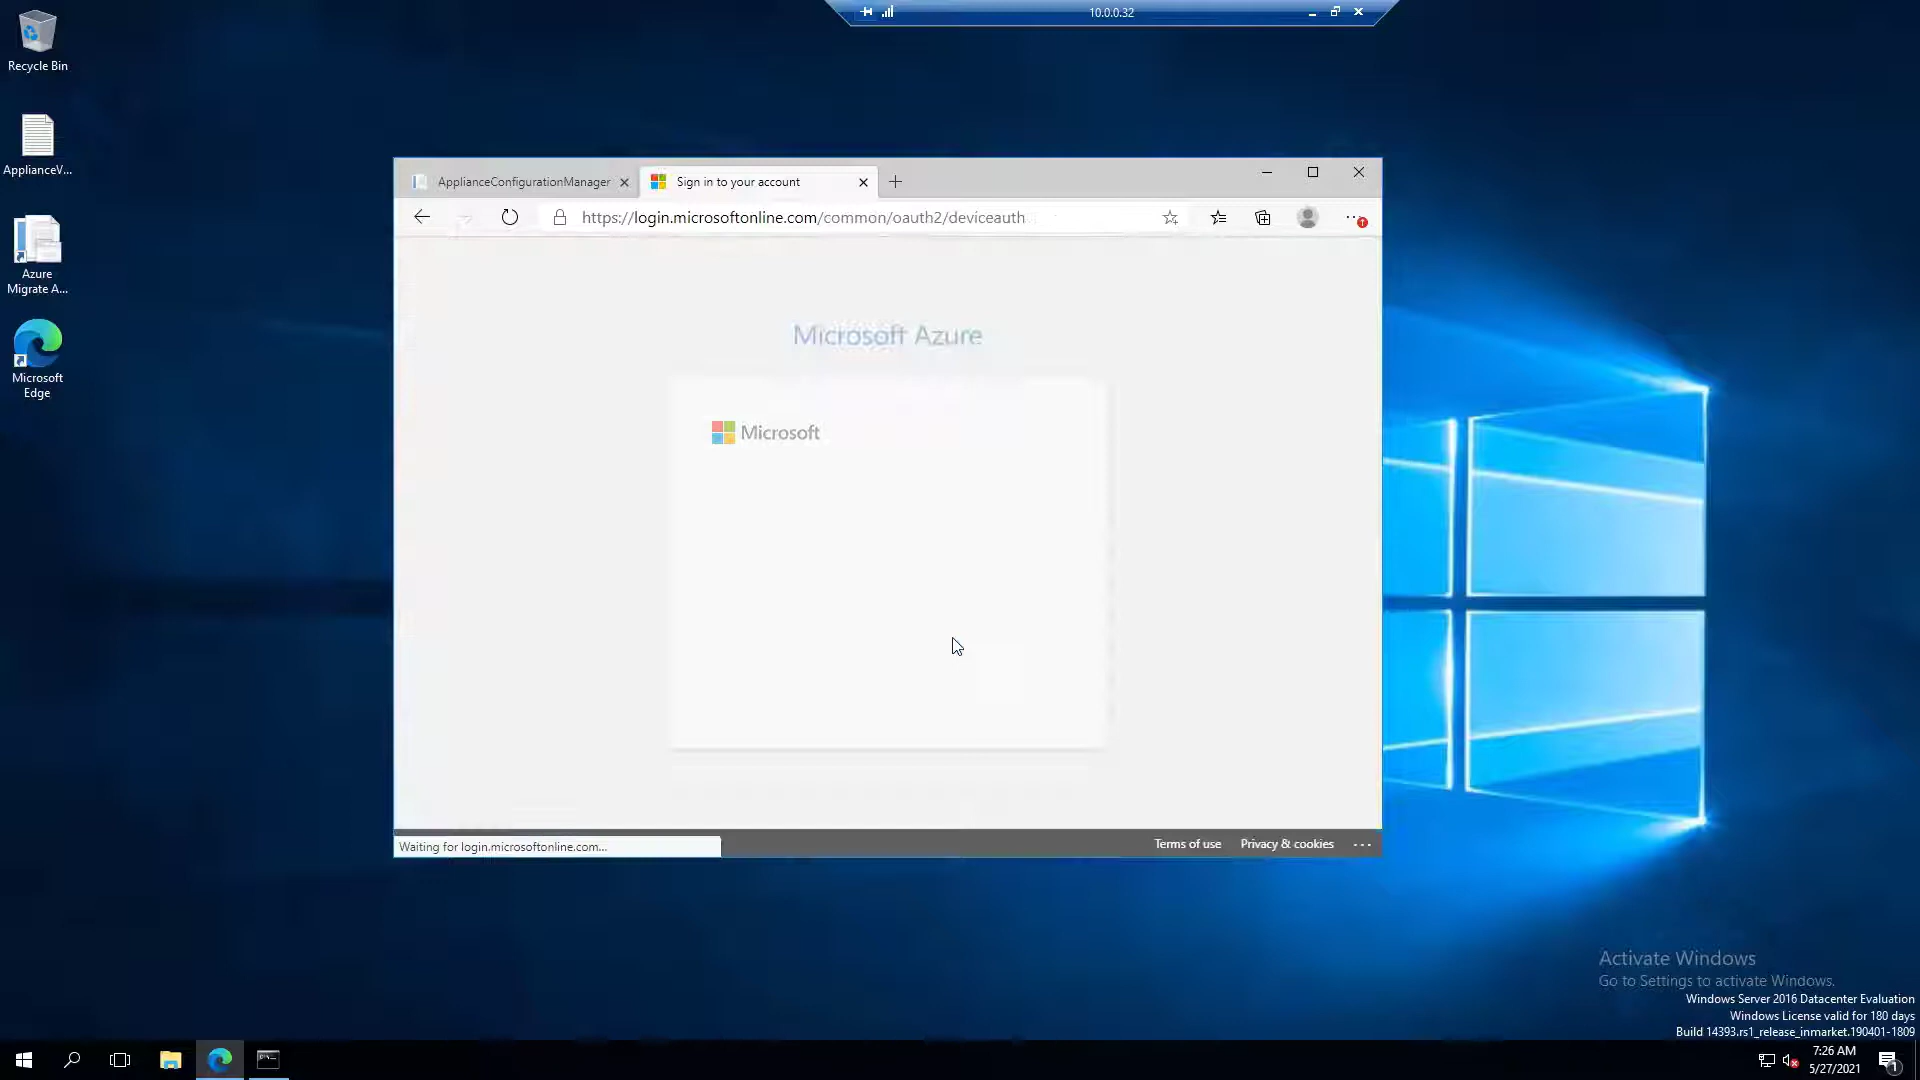 10.0.0.32
Recycle Bin
ApplianceV...
Azure
Migrate A...
Microsoft
Edge
ApplianceConfigurationManager
Sign in to your account
https://login.microsoftonline.com/common/oauth2/deviceauth
Microsoft Azure
Microsoft
Waiting for login.microsoftonline.com...
Terms of use
Privacy & cookies
Activate Windows
Go to Settings to activate Windows.
Windows Server 2016 Datacenter Evaluation
Windows License valid for 180 days
Build 14393.rs1_release_inmarket.190401-1809
7:26 AM
5/27/2021
1